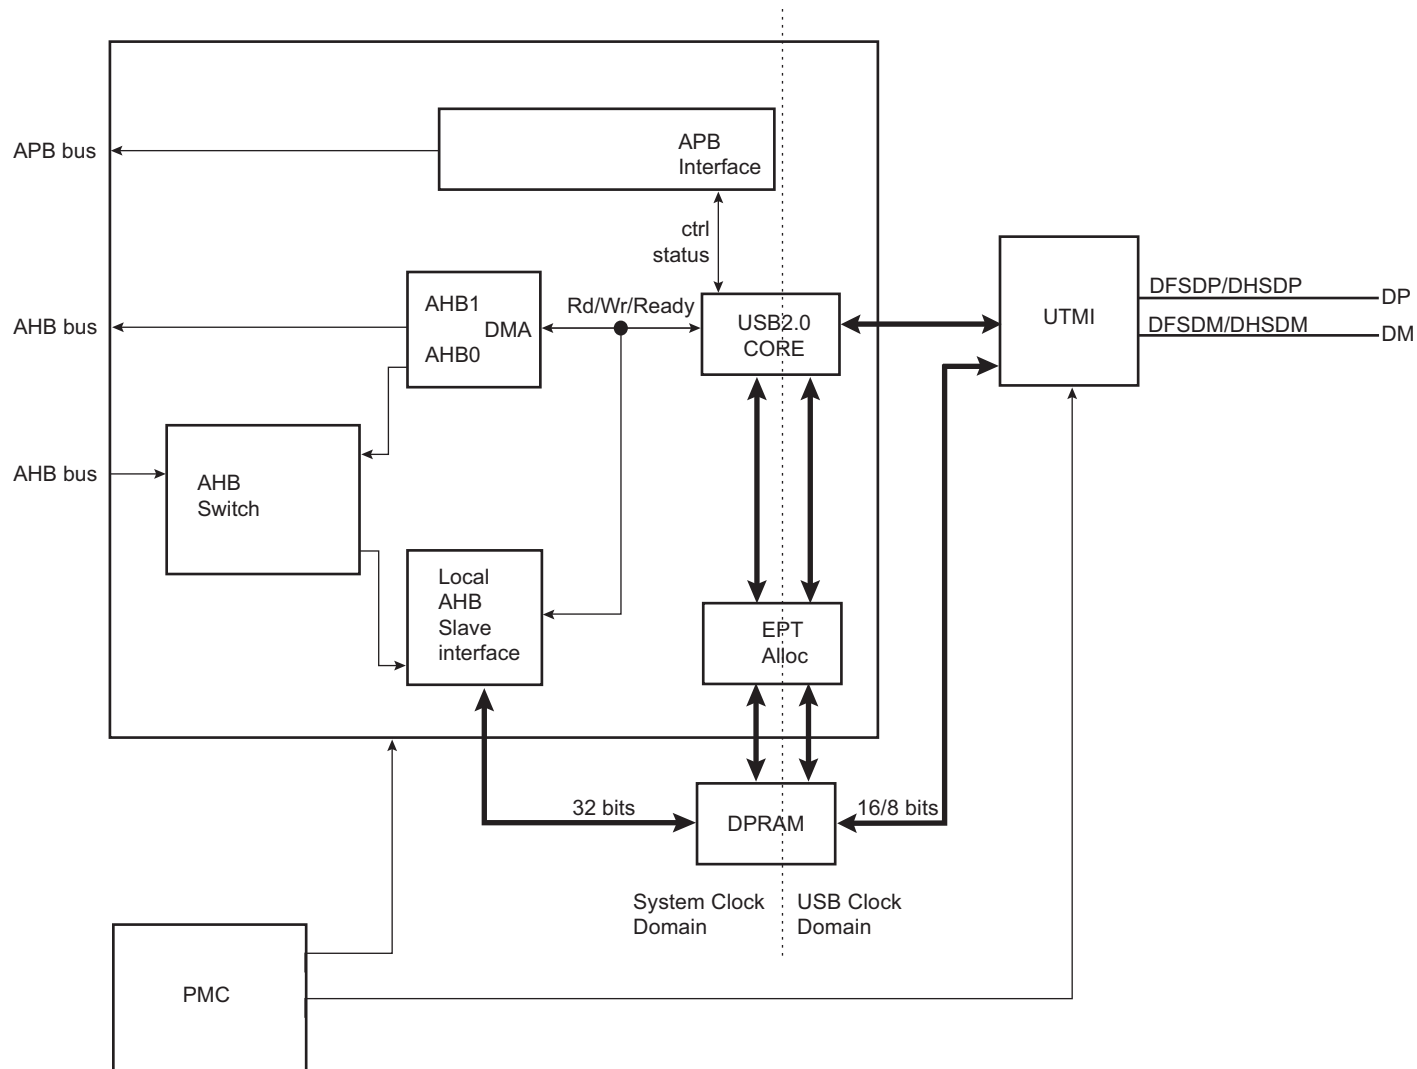 APB bus
APB
Interface
ctrl
status
AHB bus
AHB1
DMA
AHB0
Rd/Wr/Ready
USB2.0
CORE
UTMI
DFSDP/DHSDP
DP
DFSDM/DHSDM
DM
AHB bus
AHB
Switch
Local
AHB
Slave
interface
EPT
Alloc
32 bits
DPRAM
16/8 bits
System Clock
Domain
USB Clock
Domain
PMC